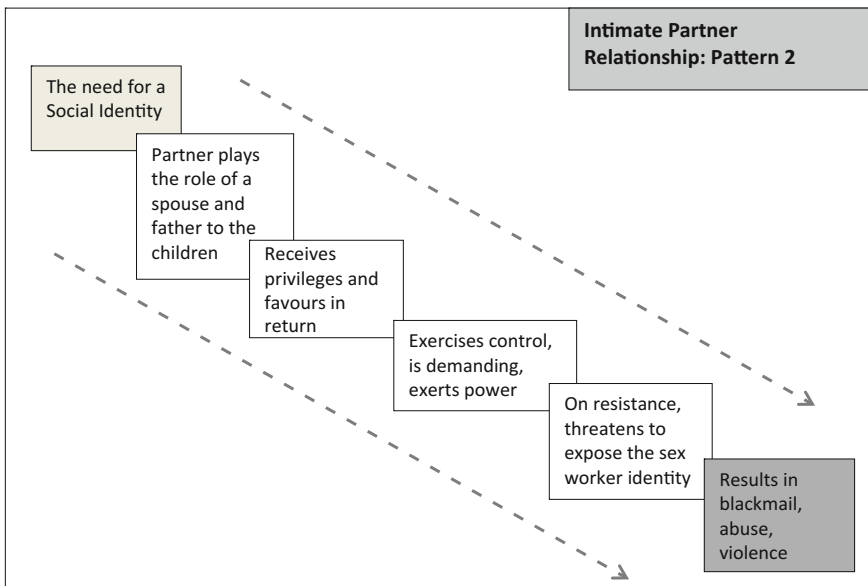 Intimate Partner
Relationship: Pattern 2
The need for a
Social Identity
Partner plays
the role of a
spouse and
father to the
children
Receives
privileges and
favours in
return
Exercises control,
is demanding,
exerts power
On resistance,
threatens to
expose the sex
worker identity
Results in
blackmail,
abuse,
violence